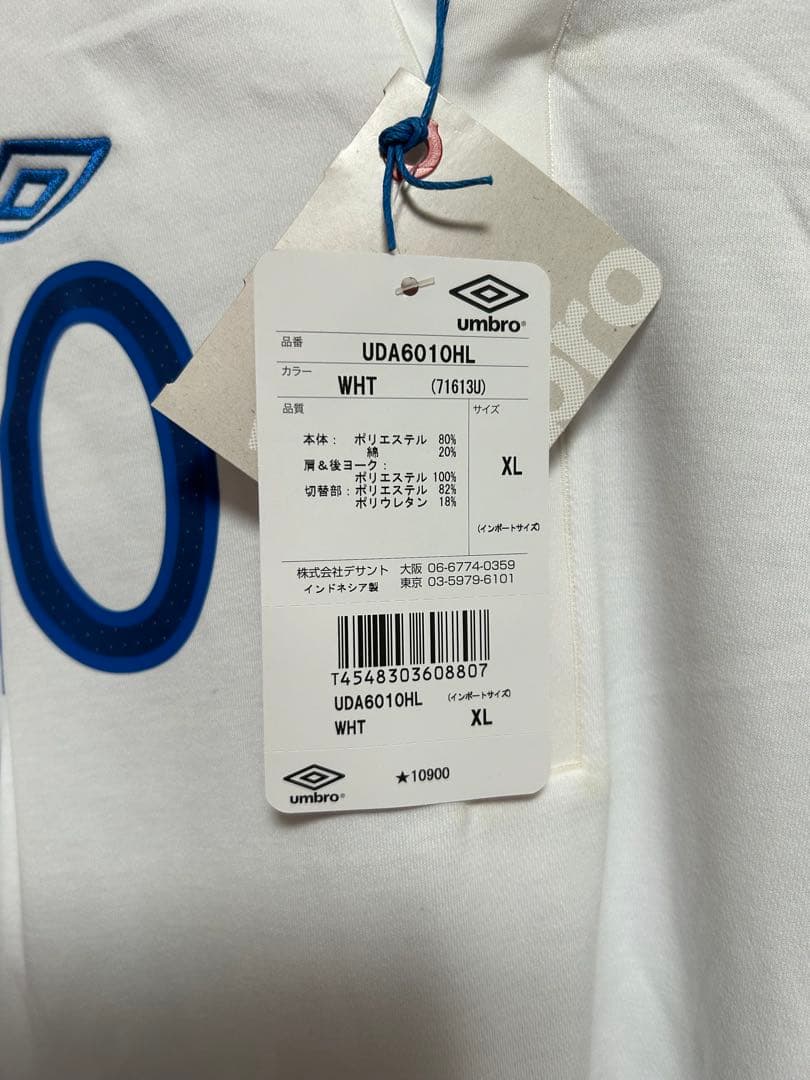 umbro
品番 UDA6010HL
カラー WHT (71613U)
品質 サイズ
本体: ポリエステル 80%
綿 20%
肩&後ヨーク:
ポリエステル 100%
切替部:ポリエステル 82%
ポリウレタン 18%
XL
(インポートサイズ)
株式会社デサント 大阪 06-6774-0359
インドネシア製 東京 03-5979-6101
T4548303608807
UDA6010HL (インポートサイズ)
WHT XL
umbro
★10900
bro
0